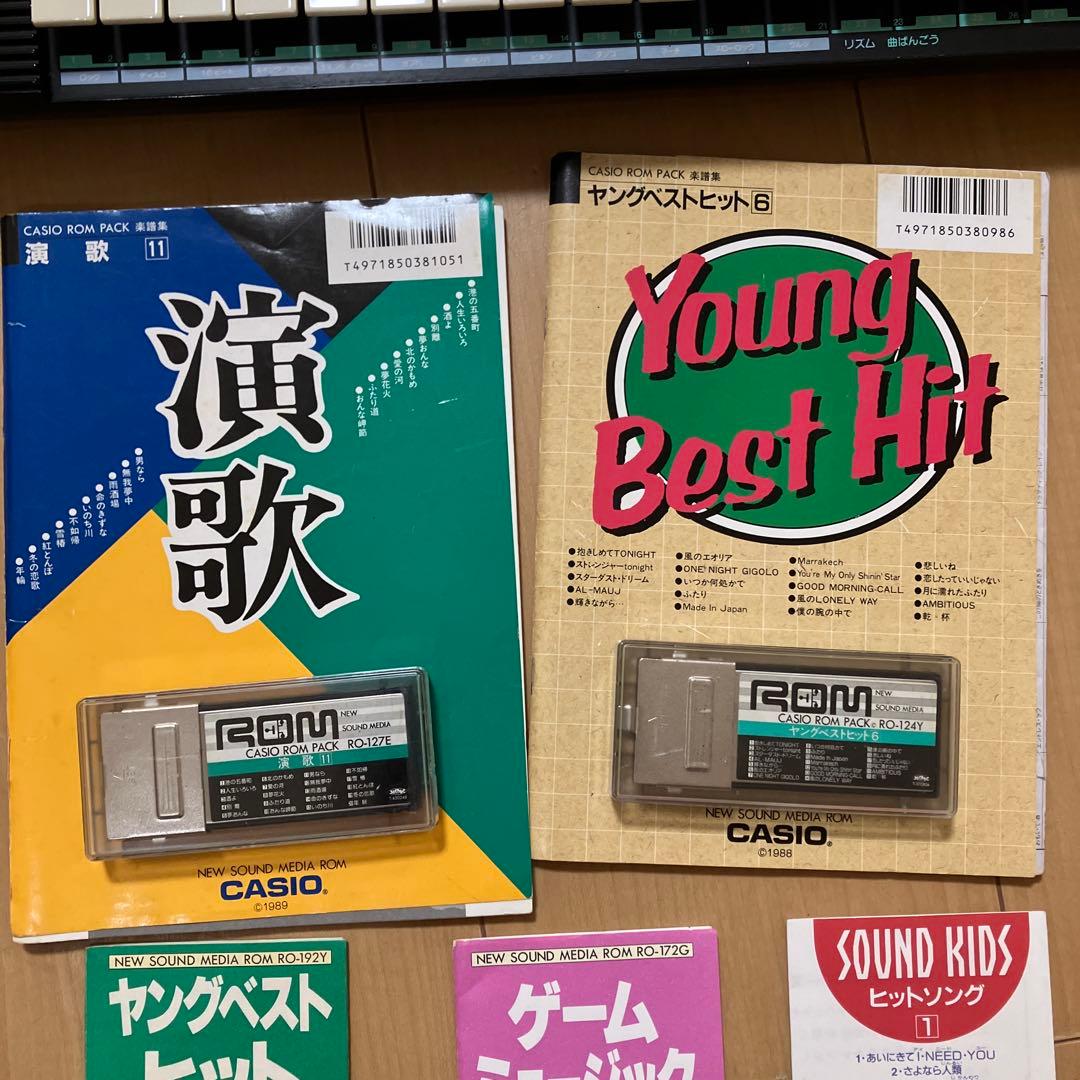 リズム 曲ばんごう
CASIO ROM PACK 楽譜集
演 歌 11
T4971850381051
演歌
●港の五番町
●人生いろいろ
●酒よ
●別離
●夢おんな
●北のかもめ
●愛の河
●夢花火
●ふたり道
●おんな岬節
●男なら
●無我夢中
●雨酒場
●命のきずな
●いのち川
●不如帰
●雪椿
●紅とんぼ
●冬の恋歌
●年輪
ROM
NEW
SOUND MEDIA
CASIO ROM PACK RO-127E
演 歌 11
NEW SOUND MEDIA ROM
CASIO®
©1989
CASIO ROM PACK 楽譜集
ヤングベストヒット6
T4971850380986
Young
Best Hit
●抱きしめてTONIGHT
●ストレンジャーtonight
●スターダスト・ドリーム
●AL-MAUJ
●輝きながら…
●風のエオリア
●ONE NIGHT GIGOLO
●いつか何処かで
●ふたり
●Made In Japan
●Marrakech
You're My Only Shinin' Star
●GOOD MORNING-CALL
●風のLONELY WAY
●僕の腕の中で
●悲しいね
●恋したっていいじゃない
●月に濡れたふたり
●AMBITIOUS
●乾・杯
ROM
NEW
SOUND MEDIA
CASIO ROM PACK RO-124Y
ヤングベストヒット6
NEW SOUND MEDIA ROM
CASIO®
©1988
NEW SOUND MEDIA ROM RO-192Y
ヤングベスト
ヒット
NEW SOUND MEDIA ROM RO-172G
ゲーム
ミュージック
SOUND KIDS
ヒットソング
1
1・あいにきてI・NEED・YOU
2・さよなら人類